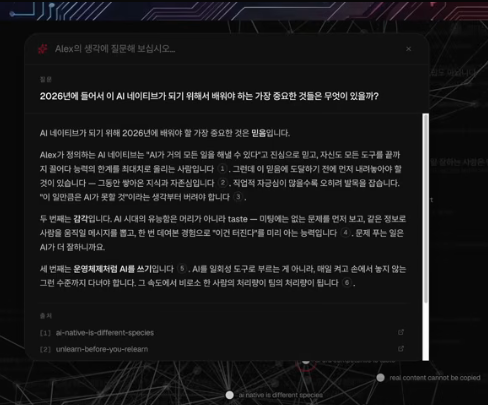 Alex의 생각에 질문해 보십시오...
질문
2026년에 들어서 이 AI 네이티브가 되기 위해서 배워야 하는 가장 중요한 것들은 무엇이 있을까?
AI 네이티브가 되기 위해 2026년에 배워야 할 가장 중요한 것은 믿음입니다.
Alex가 정의하는 AI 네이티브는 "AI가 거의 모든 일을 해낼 수 있다"고 진심으로 믿고, 자신도 모든 도구를 끝까
지 끌어다 능력의 한계를 최대치로 올리는 사람입니다 1 . 그런데 이 믿음에 도달하기 전에 먼저 내려놓아야 할
것이 있습니다 — 그동안 쌓아온 지식과 자존심입니다 2 . 직업적 자긍심이 많을수록 오히려 발목을 잡습니다.
"이 일만큼은 AI가 못할 것"이라는 생각부터 버려야 합니다 3 .
두 번째는 감각입니다. AI 시대의 유능함은 머리가 아니라 taste — 미팅에는 없는 문제를 먼저 보고, 같은 정보로
사람을 움직일 메시지를 뽑고, 한 번 데여본 경험으로 "이건 터진다"를 미리 아는 능력입니다 4 . 문제 푸는 일은
AI가 더 잘하니까요.
세 번째는 운영체제처럼 AI를 쓰기입니다 5 . AI를 일회성 도구로 부르는 게 아니라, 매일 켜고 손에서 놓지 않는
그런 수준까지 다녀야 합니다. 그 속도에서 비로소 한 사람의 처리량이 팀의 처리량이 됩니다 6 .
출처
[1] ai-native-is-different-species
[2] unlearn-before-you-relearn
real content cannot be copied
ai native is different species